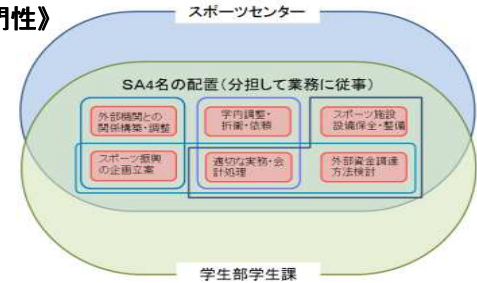 門性》
スポーツセンター
SA4名の配置(分担して業務に従事)
外部機関との
関係構築・調整
学内調整・
折衝・依頼
スポーツ施設
設備保全・整備
スポーツ振興
の企画立案
適切な実務・会
計処理
外部資金調達
方法検討
学生部学生課